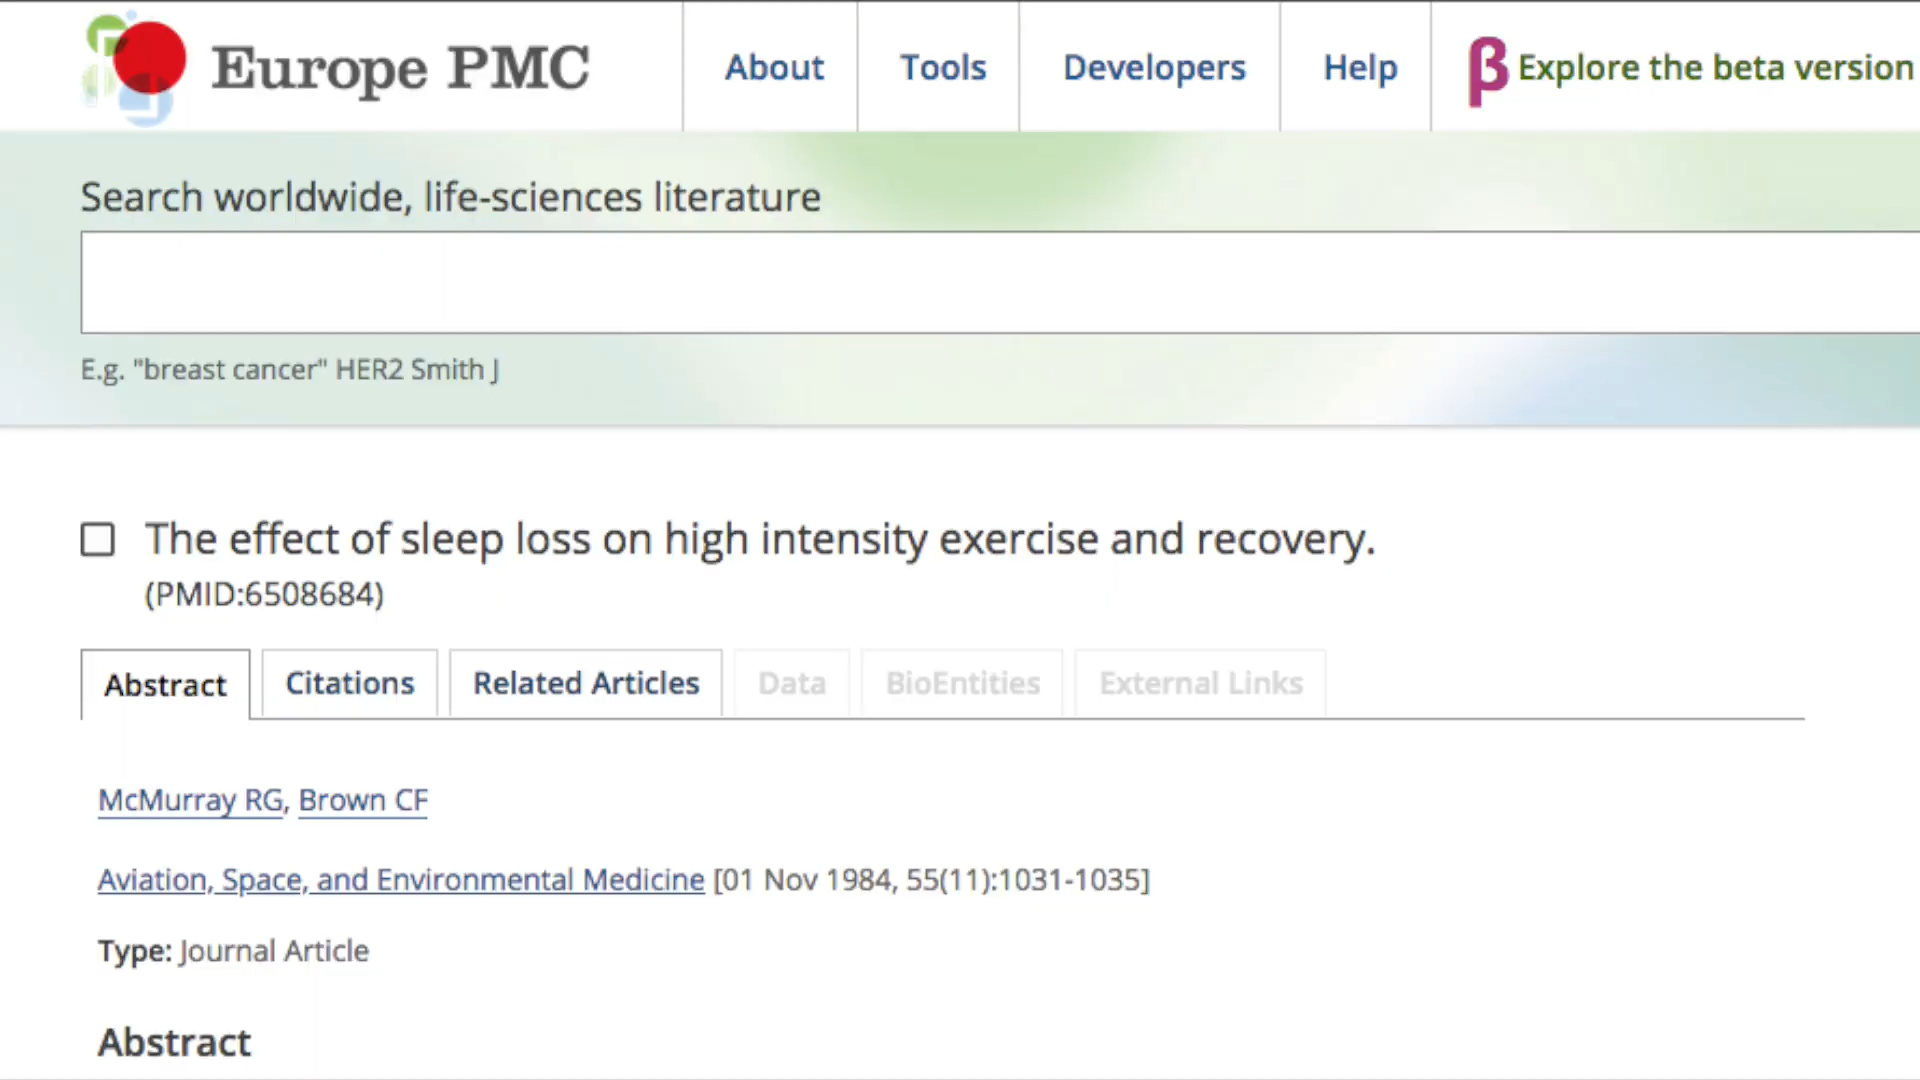 Europe PMC
About
Tools
Developers
Help
β Explore the beta version
Search worldwide, life-sciences literature
E.g. "breast cancer" HER2 Smith J
The effect of sleep loss on high intensity exercise and recovery.
(PMID:6508684)
Abstract
Citations
Related Articles
Data
BioEntities
External Links
McMurray RG, Brown CF
Aviation, Space, and Environmental Medicine [01 Nov 1984, 55(11):1031-1035]
Type: Journal Article
Abstract